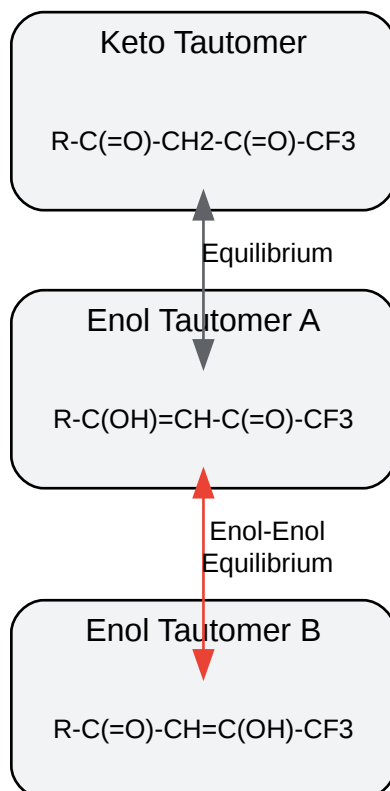 Keto Tautomer
R-C(=O)-CH2-C(=O)-CF3
Equilibrium
Enol Tautomer A
R-C(OH)=CH-C(=O)-CF3
Enol-Enol
Equilibrium
Enol Tautomer B
R-C(=O)-CH=C(OH)-CF3